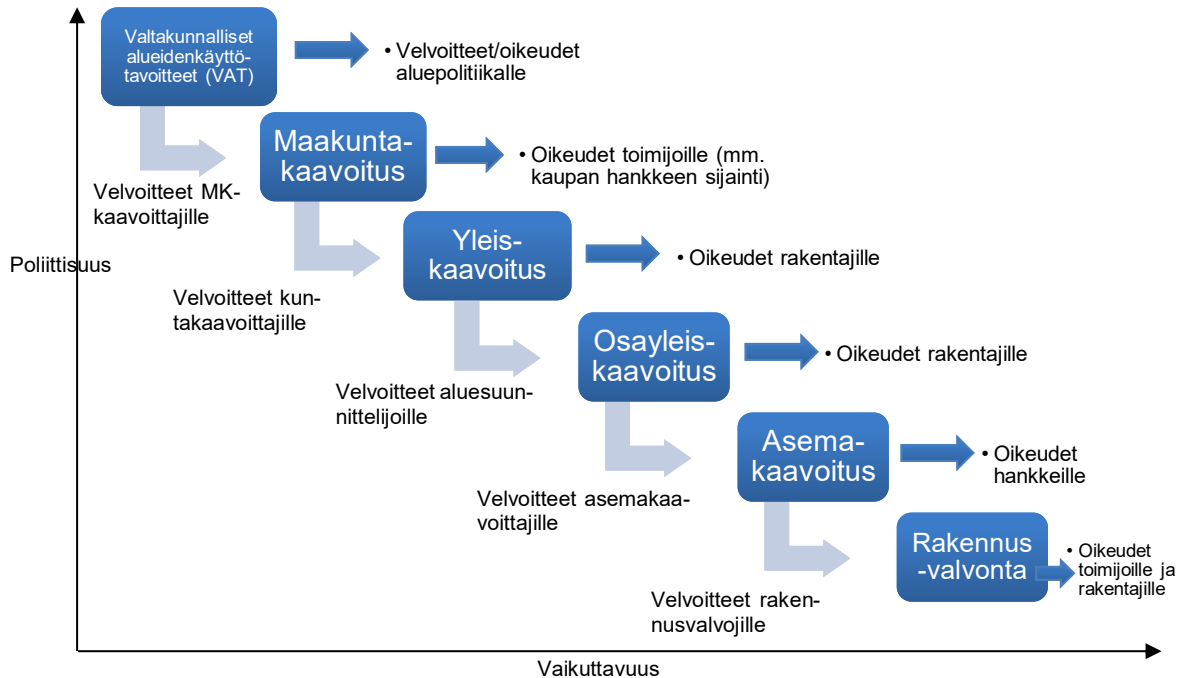 Valtakunnalliset
alueidenkäyttö-
tavoitteet (VAT)
• Velvoitteet/oikeudet
aluepolitiikalle
Maakunta-
kaavoitus
• Oikeudet toimijoille (mm.
kaupan hankkeen sijainti)
Velvoitteet MK-
kaavoittajille
Yleis-
kaavoitus
• Oikeudet rakentajille
Poliittisuus
Velvoitteet kun-
takaavoittajille
Osayleis-
kaavoitus
• Oikeudet rakentajille
Velvoitteet aluesuun-
nittelijoille
Asema-
kaavoitus
• Oikeudet
hankkeille
Velvoitteet asemakaa-
voittajille
Rakennus
-valvonta
• Oikeudet
toimijoille ja
rakentajille
Velvoitteet raken-
nusvalvojille
Vaikuttavuus